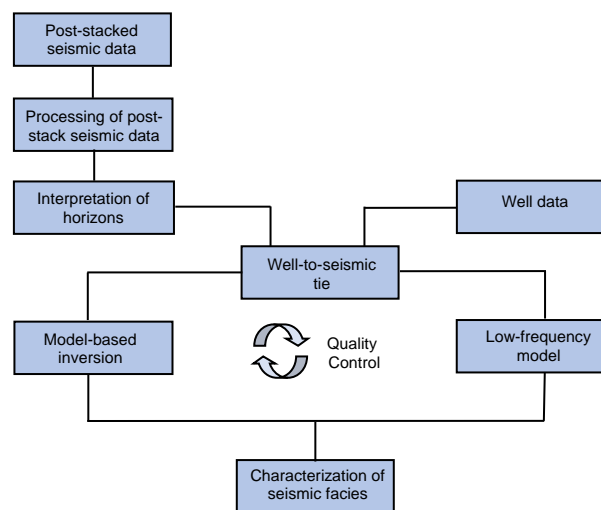 Post-stacked
seismic data
Processing of post-
stack seismic data
Interpretation of
horizons
Well data
Well-to-seismic
tie
Model-based
inversion
Quality
Control
Low-frequency
model
Characterization of
seismic facies